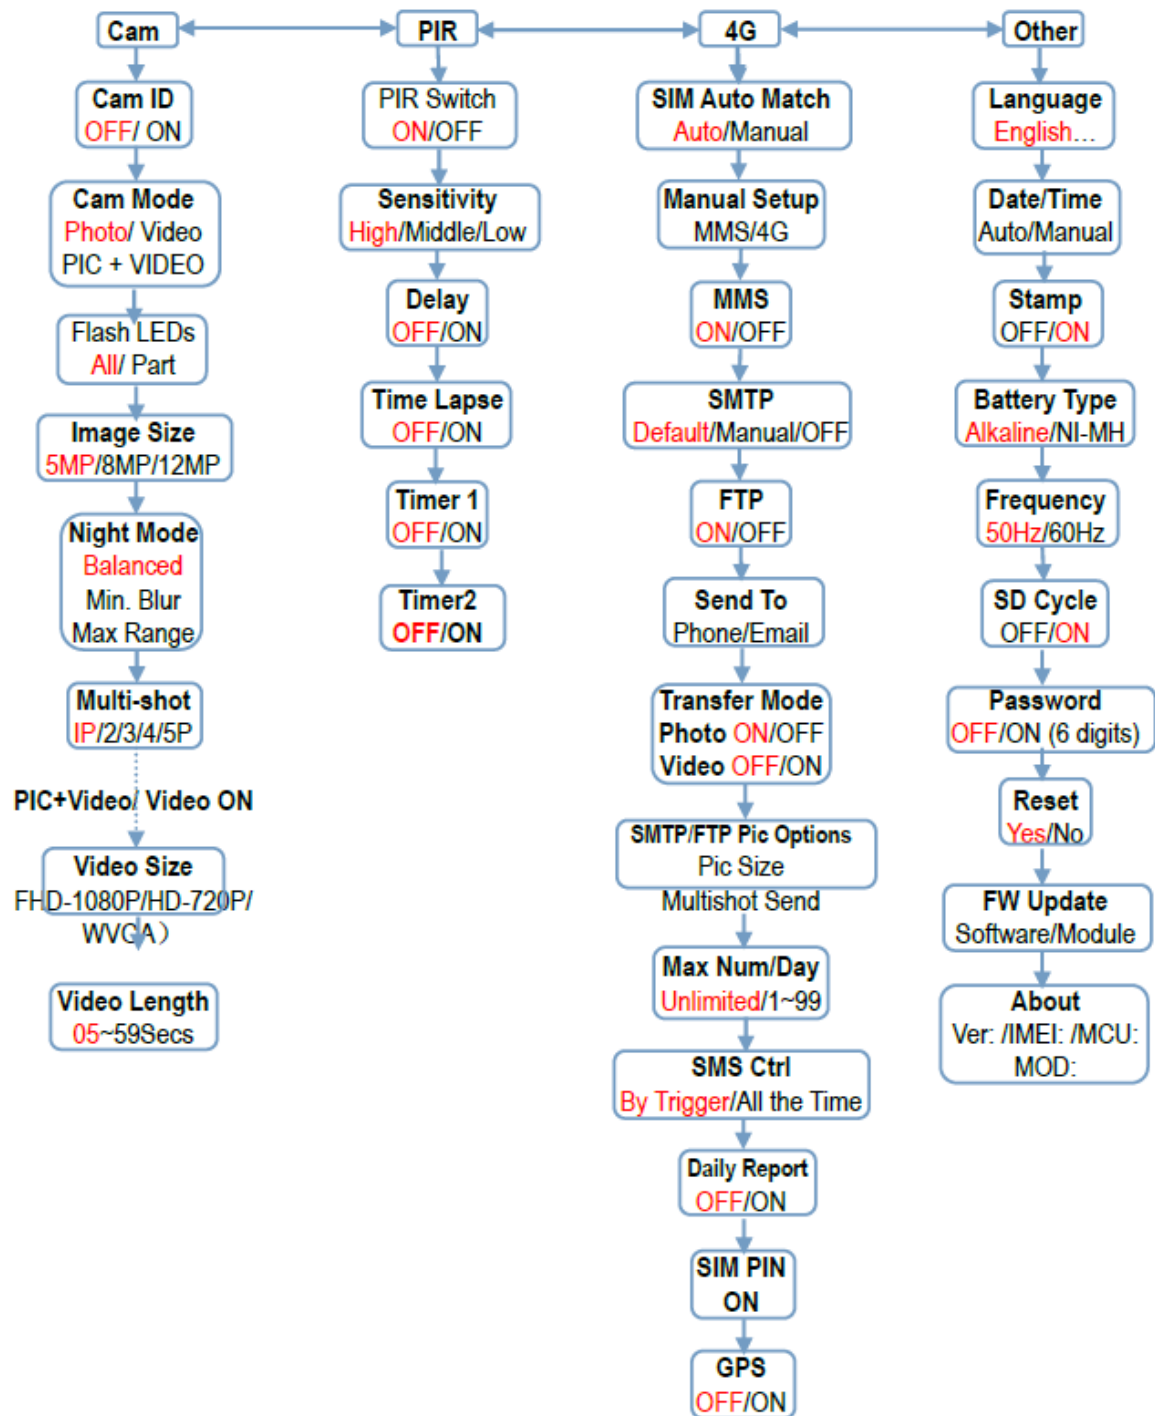 Cam
Cam ID
OFF/ ON
Cam Mode
Photo/ Video
PIC + VIDEO
Flash LEDs
All/ Part
Image Size
5MP/8MP/12MP
Night Mode
Balanced
Min. Blur
Max Range
Multi-shot
IP/2/3/4/5P
PIC+Video/ Video ON
Video Size
FHD-1080P/HD-720P/
WVGA）
Video Length
05~59Secs
PIR
PIR Switch
ON/OFF
Sensitivity
High/Middle/Low
Delay
OFF/ON
Time Lapse
OFF/ON
Timer 1
OFF/ON
Timer2
OFF/ON
4G
SIM Auto Match
Auto/Manual
Manual Setup
MMS/4G
MMS
ON/OFF
SMTP
Default/Manual/OFF
FTP
ON/OFF
Send To
Phone/Email
Transfer Mode
Photo ON/OFF
Video OFF/ON
SMTP/FTP Pic Options
Pic Size
Multishot Send
Max Num/Day
Unlimited/1~99
SMS Ctrl
By Trigger/All the Time
Daily Report
OFF/ON
SIM PIN
ON
GPS
OFF/ON
Other
Language
English...
Date/Time
Auto/Manual
Stamp
OFF/ON
Battery Type
Alkaline/NI-MH
Frequency
50Hz/60Hz
SD Cycle
OFF/ON
Password
OFF/ON (6 digits)
Reset
Yes/No
FW Update
Software/Module
About
Ver: /IMEI: /MCU:
MOD: